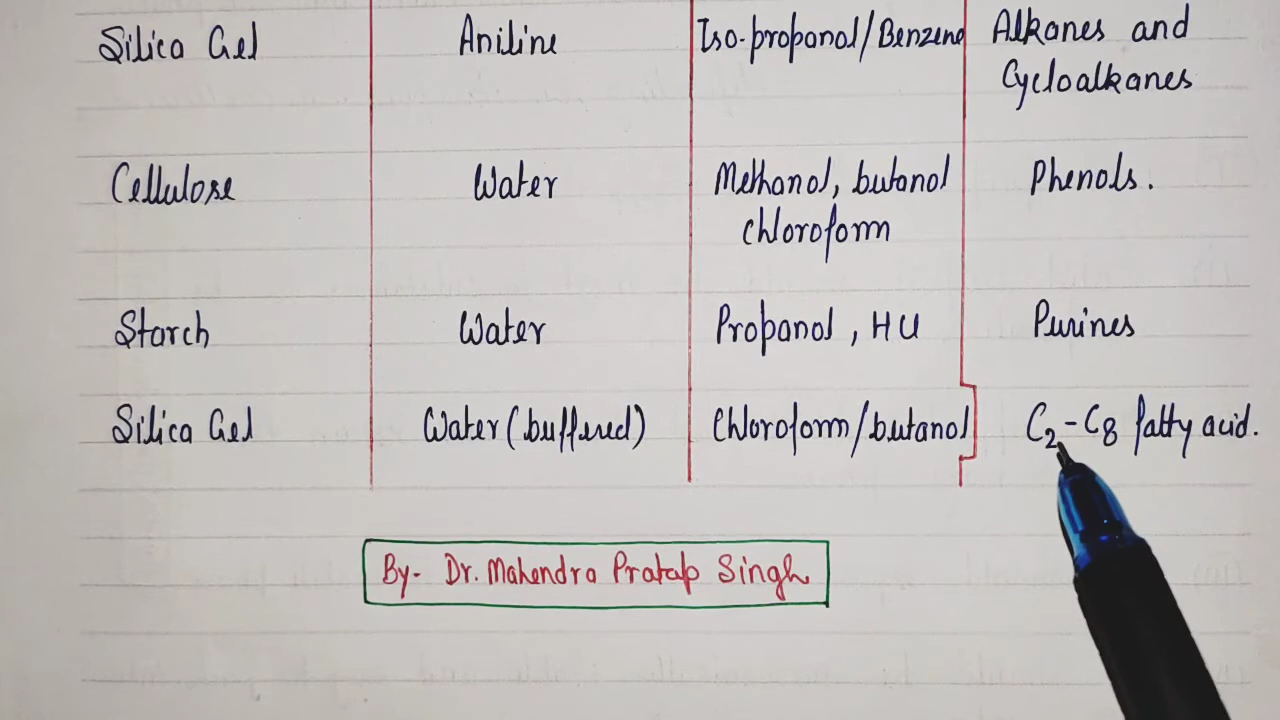 Silica Gel Aniline Iso-propanol/Benzene Alkanes and
Cycloalkanes
Cellulose Water Methanol, butanol Phenols.
chloroform
Starch Water Propanol, HCl Purines
Silica Gel Water (buffered) Chloroform/butanol C2-C8 fatty acid.
By- Dr. Mahendra Pratap Singh